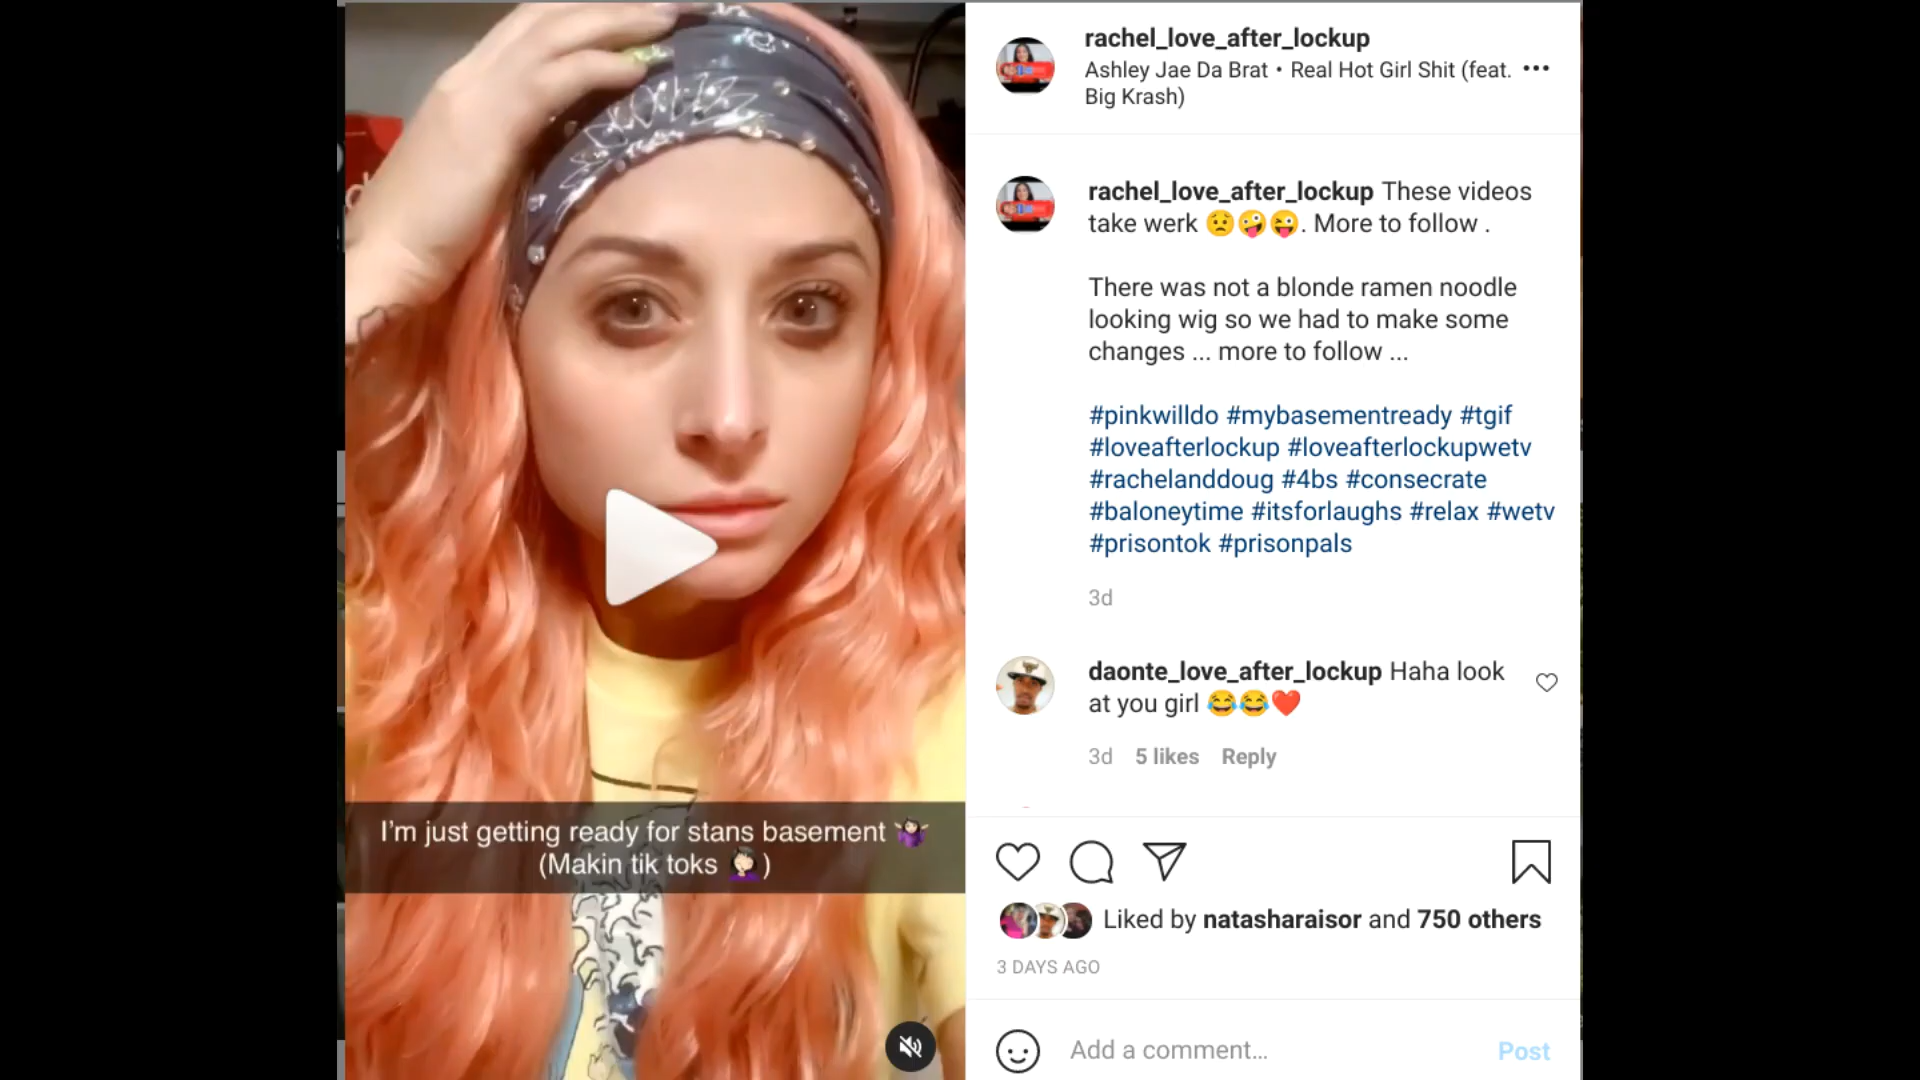 rachel_love_after_lockup
Ashley Jae Da Brat • Real Hot Girl Shit (feat.
Big Krash)
rachel_love_after_lockup These videos
take werk 😟🤪😜. More to follow .
There was not a blonde ramen noodle
looking wig so we had to make some
changes ... more to follow ...
#pinkwilldo #mybasementready #tgif
#loveafterlockup #loveafterlockupwetv
#rachelanddoug #4bs #consecrate
#baloneytime #itsforlaughs #relax #wetv
#prisontok #prisonpals
3d
daonte_love_after_lockup Haha look
at you girl 😂😂❤️
3d 5 likes Reply
I'm just getting ready for stans basement 🤷🏻‍♀️
(Makin tik toks 🤦🏻‍♀️)
Liked by natasharaisor and 750 others
3 DAYS AGO
Add a comment... Post